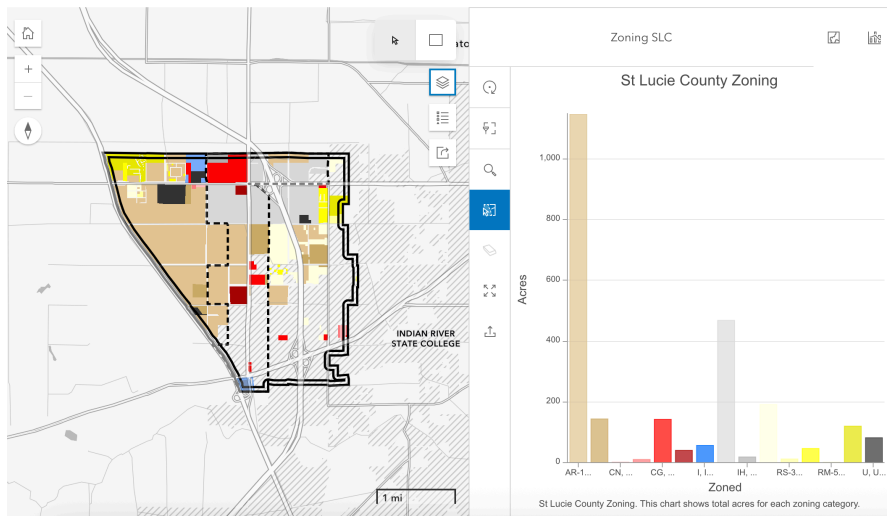 ato
INDIAN RIVER
STATE COLLEGE
1 mi
Zoning SLC
St Lucie County Zoning
1,000
800
600
400
200
0
Acres
AR-1... CN, ... CG, ... I, I... IH, ... RS-3... RM-5... U, U...
Zoned
St Lucie County Zoning. This chart shows total acres for each zoning category.